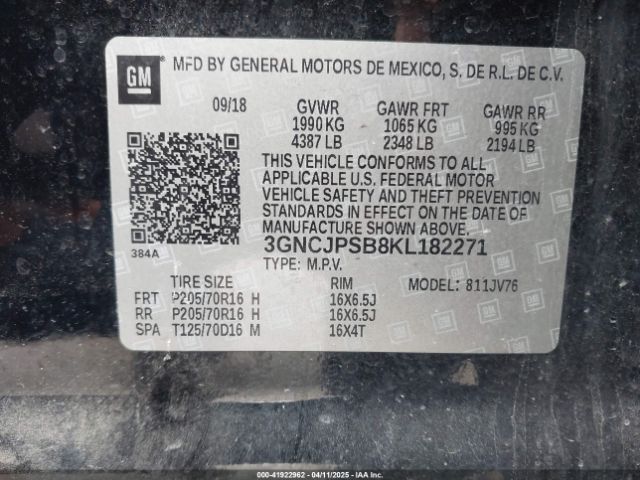 GM
MFD BY GENERAL MOTORS DE MEXICO, S. DE R.L. DE C.V.
09/18 GVWR GAWR FRT GAWR RR
1990 KG 1065 KG 995 KG
4387 LB 2348 LB 2194 LB
THIS VEHICLE CONFORMS TO ALL
APPLICABLE U.S. FEDERAL MOTOR
VEHICLE SAFETY AND THEFT PREVENTION
STANDARDS IN EFFECT ON THE DATE OF
MANUFACTURE SHOWN ABOVE.
384A 3GNCJPSB8KL182271
TYPE: M.P.V.
TIRE SIZE RIM MODEL: 811JV76
FRT P205/70R16 H 16X6.5J
RR P205/70R16 H 16X6.5J
SPA T125/70D16 M 16X4T
000-41922962 - 04/11/2025 - IAAI.COM